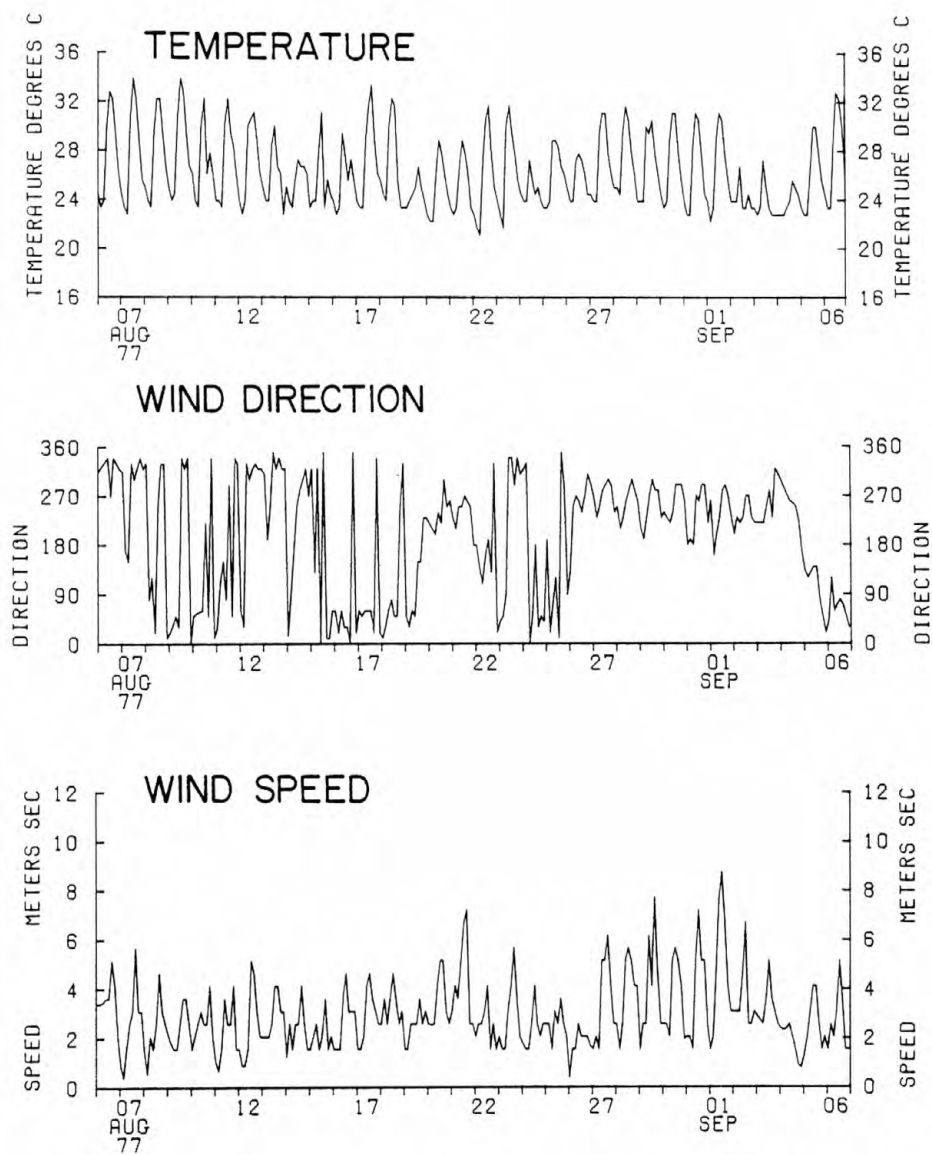 TEMPERATURE
TEMPERATURE DEGREES C
36
32
28
24
20
16
TEMPERATURE DEGREES C
36
32
28
24
20
16
07 12 17 22 27 01 06
AUG SEP
77
WIND DIRECTION
DIRECTION
360
270
180
90
0
DIRECTION
360
270
180
90
0
07 12 17 22 27 01 06
AUG SEP
77
WIND SPEED
SPEED METERS SEC
12
10
8
6
4
2
0
SPEED METERS SEC
12
10
8
6
4
2
0
07 12 17 22 27 01 06
AUG SEP
77